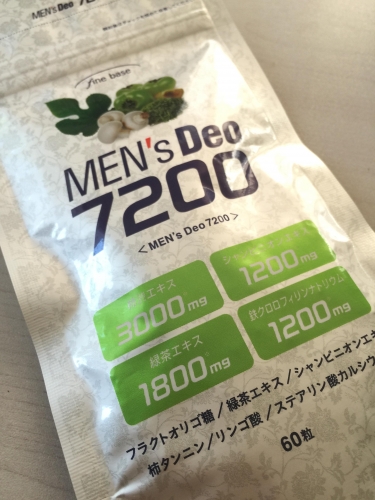 MEN's Deo
fine base
MEN's Deo
7200
<MEN's Deo 7200>
エキス
3000mg
1200mg
緑茶エキス
1800mg
鉄クロロフィリンナトリウム
1200mg
フラクトオリゴ糖/緑茶エキス/シャンピニオンエキ
柿タンニン/リンゴ酸/ステアリン酸カルシウ
60粒